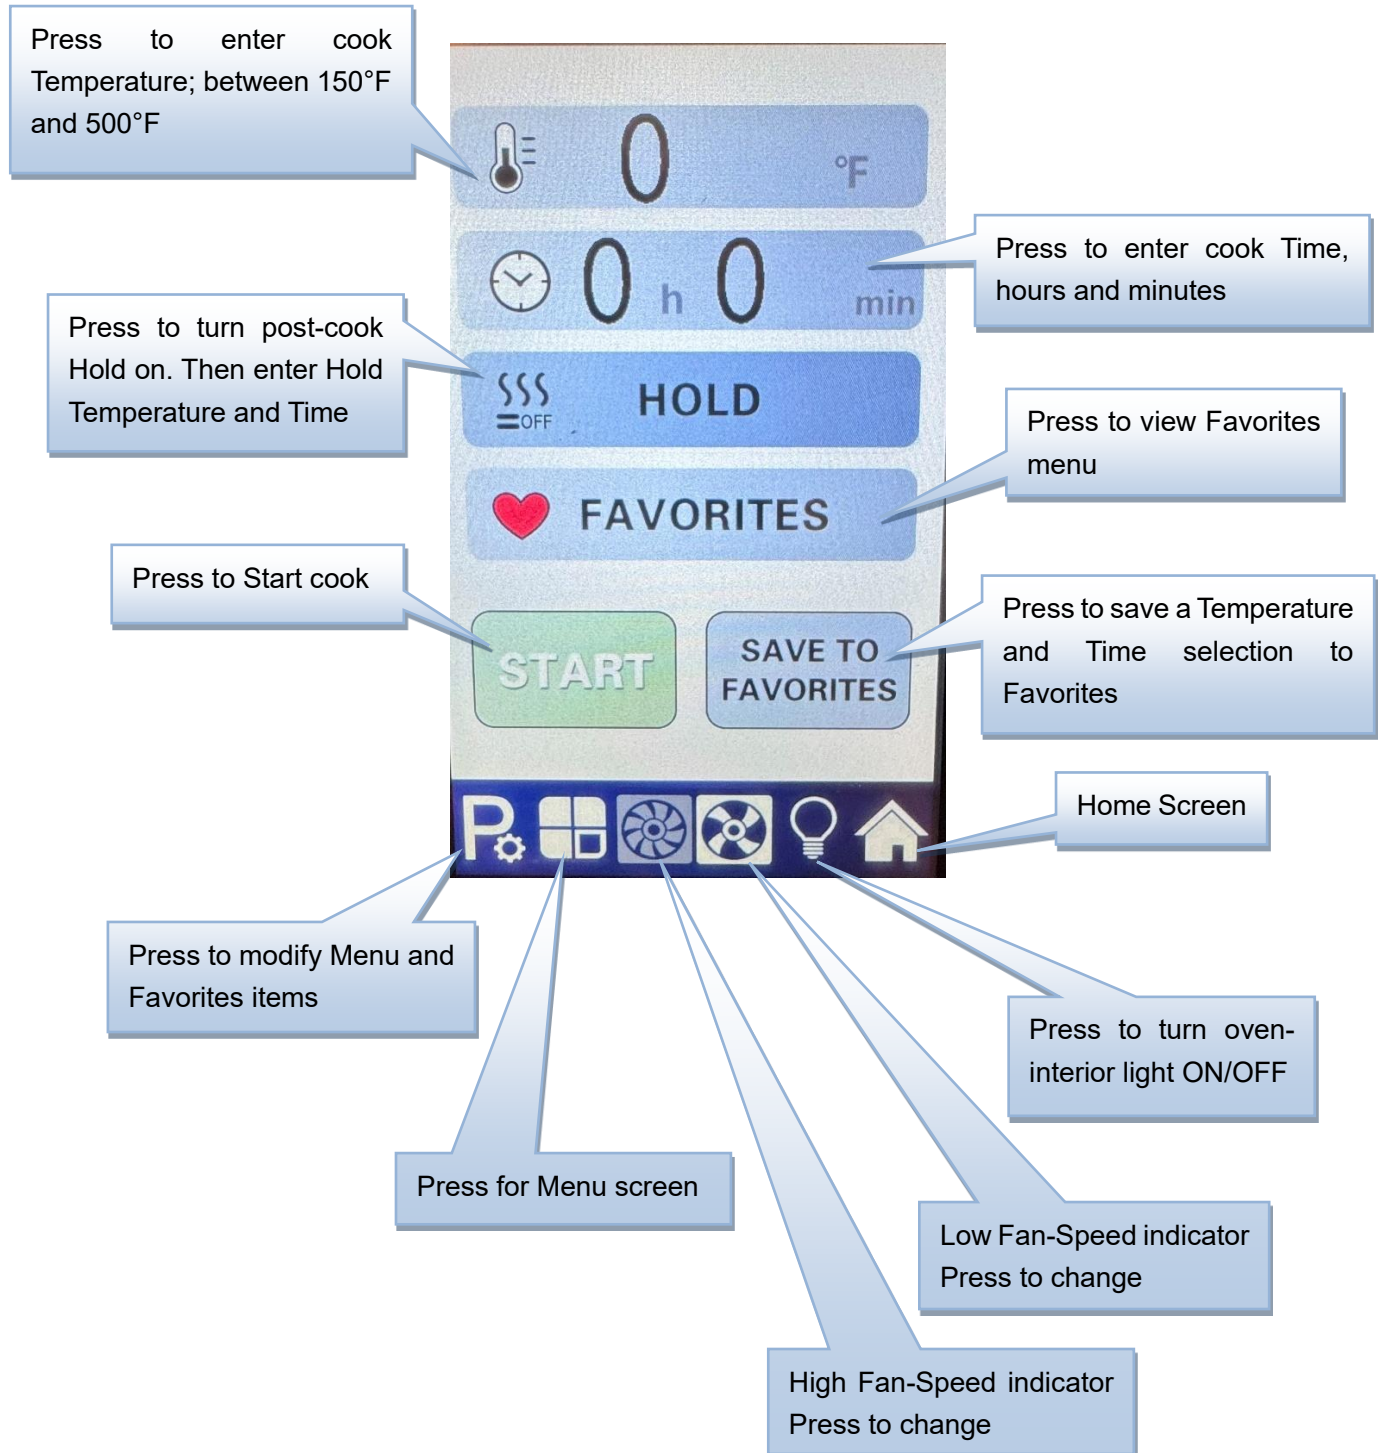 Press to enter cook
Temperature; between 150°F
and 500°F
0 °F
Press to enter cook Time,
hours and minutes
0 h 0 min
Press to turn post-cook
Hold on. Then enter Hold
Temperature and Time
OFF
HOLD
Press to view Favorites
menu
FAVORITES
Press to Start cook
START
SAVE TO
FAVORITES
Press to save a Temperature
and Time selection to
Favorites
Home Screen
P
Press to modify Menu and
Favorites items
Press to turn oven-
interior light ON/OFF
Press for Menu screen
Low Fan-Speed indicator
Press to change
High Fan-Speed indicator
Press to change